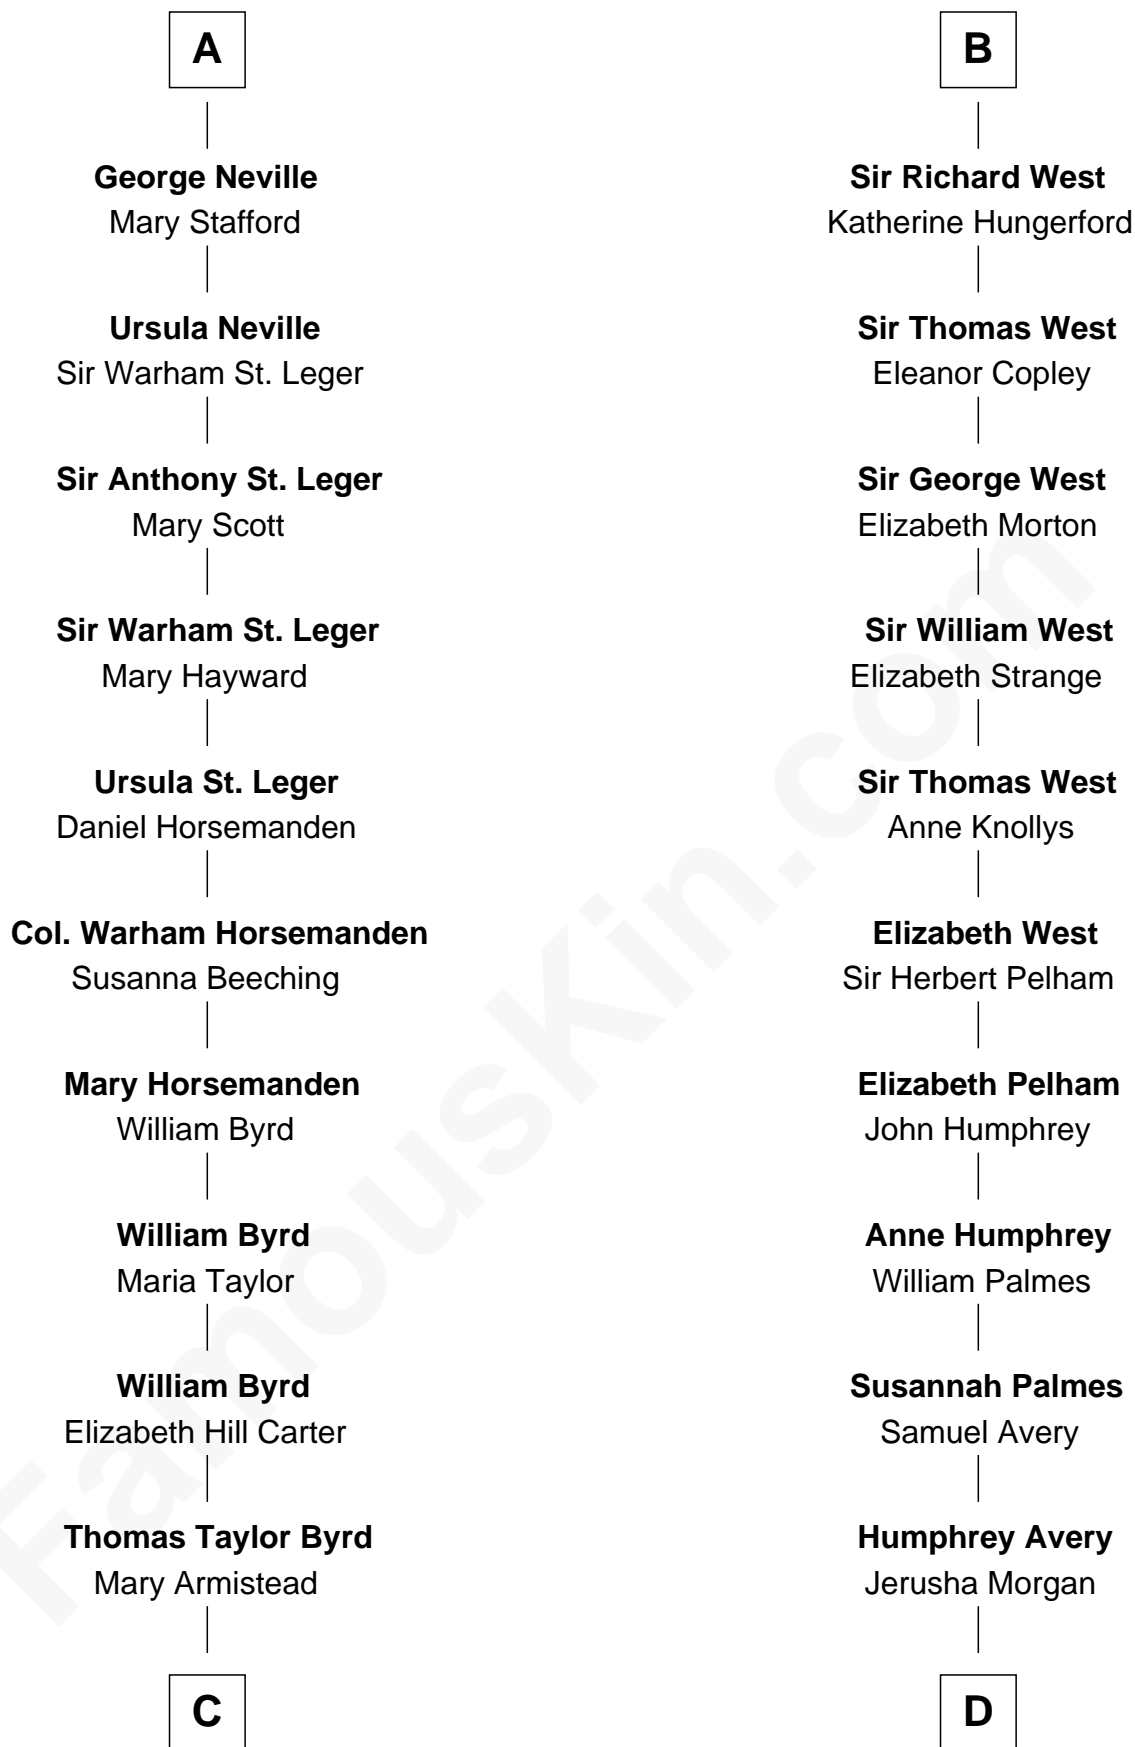 A
George Neville
Mary Stafford
Ursula Neville
Sir Warham St. Leger
Sir Anthony St. Leger
Mary Scott
Sir Warham St. Leger
Mary Hayward
Ursula St. Leger
Daniel Horsemanden
Col. Warham Horsemanden
Susanna Beeching
Mary Horsemanden
William Byrd
William Byrd
Maria Taylor
William Byrd
Elizabeth Hill Carter
Thomas Taylor Byrd
Mary Armistead
C
B
Sir Richard West
Katherine Hungerford
Sir Thomas West
Eleanor Copley
Sir George West
Elizabeth Morton
Sir William West
Elizabeth Strange
Sir Thomas West
Anne Knollys
Elizabeth West
Sir Herbert Pelham
Elizabeth Pelham
John Humphrey
Anne Humphrey
William Palmes
Susannah Palmes
Samuel Avery
Humphrey Avery
Jerusha Morgan
D
FamousKin.com